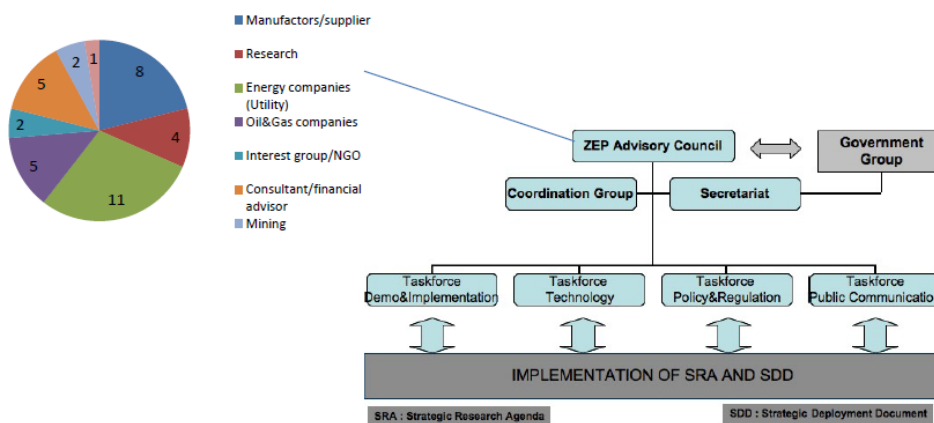 Manufactors/supplier
Research
Energy companies
(Utility)
Oil&Gas companies
Interest group/NGO
Consultant/financial
advisor
Mining
1
2
8
5
4
2
5
11
ZEP Advisory Council
Government
Group
Coordination Group
Secretariat
Taskforce
Demo&Implementation
Taskforce
Technology
Taskforce
Policy&Regulation
Taskforce
Public Communicatio
IMPLEMENTATION OF SRA AND SDD
SRA : Strategic Research Agenda
SDD : Strategic Deployment Document